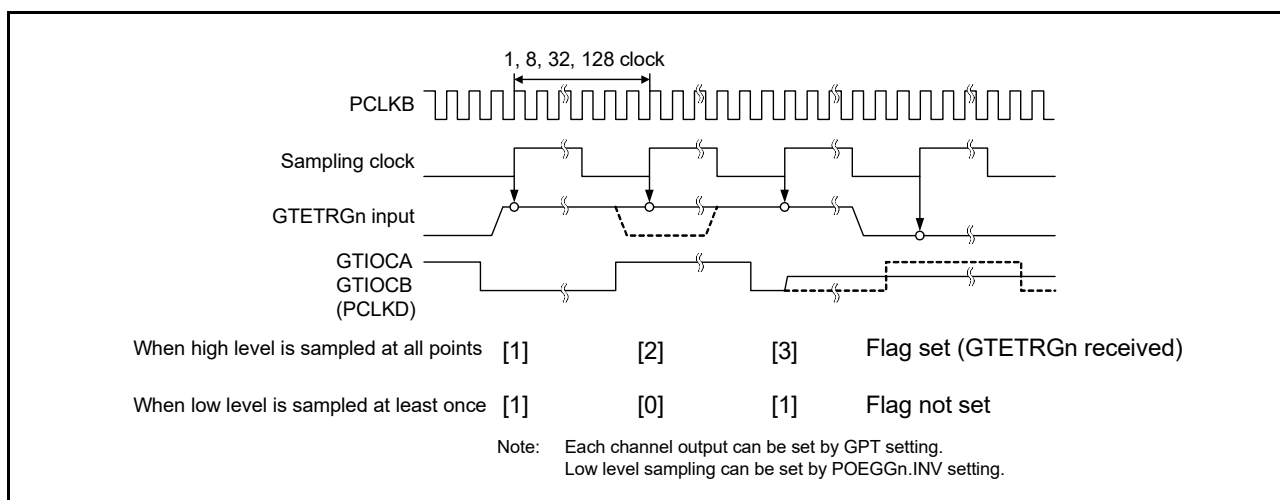 1, 8, 32, 128 clock
PCLKB
Sampling clock
GTETRGn input
GTIOCA
GTIOCB
(PCLKD)
When high level is sampled at all points [1] [2] [3] Flag set (GTETRGn received)
When low level is sampled at least once [1] [0] [1] Flag not set
Note: Each channel output can be set by GPT setting.
Low level sampling can be set by POEGGn.INV setting.